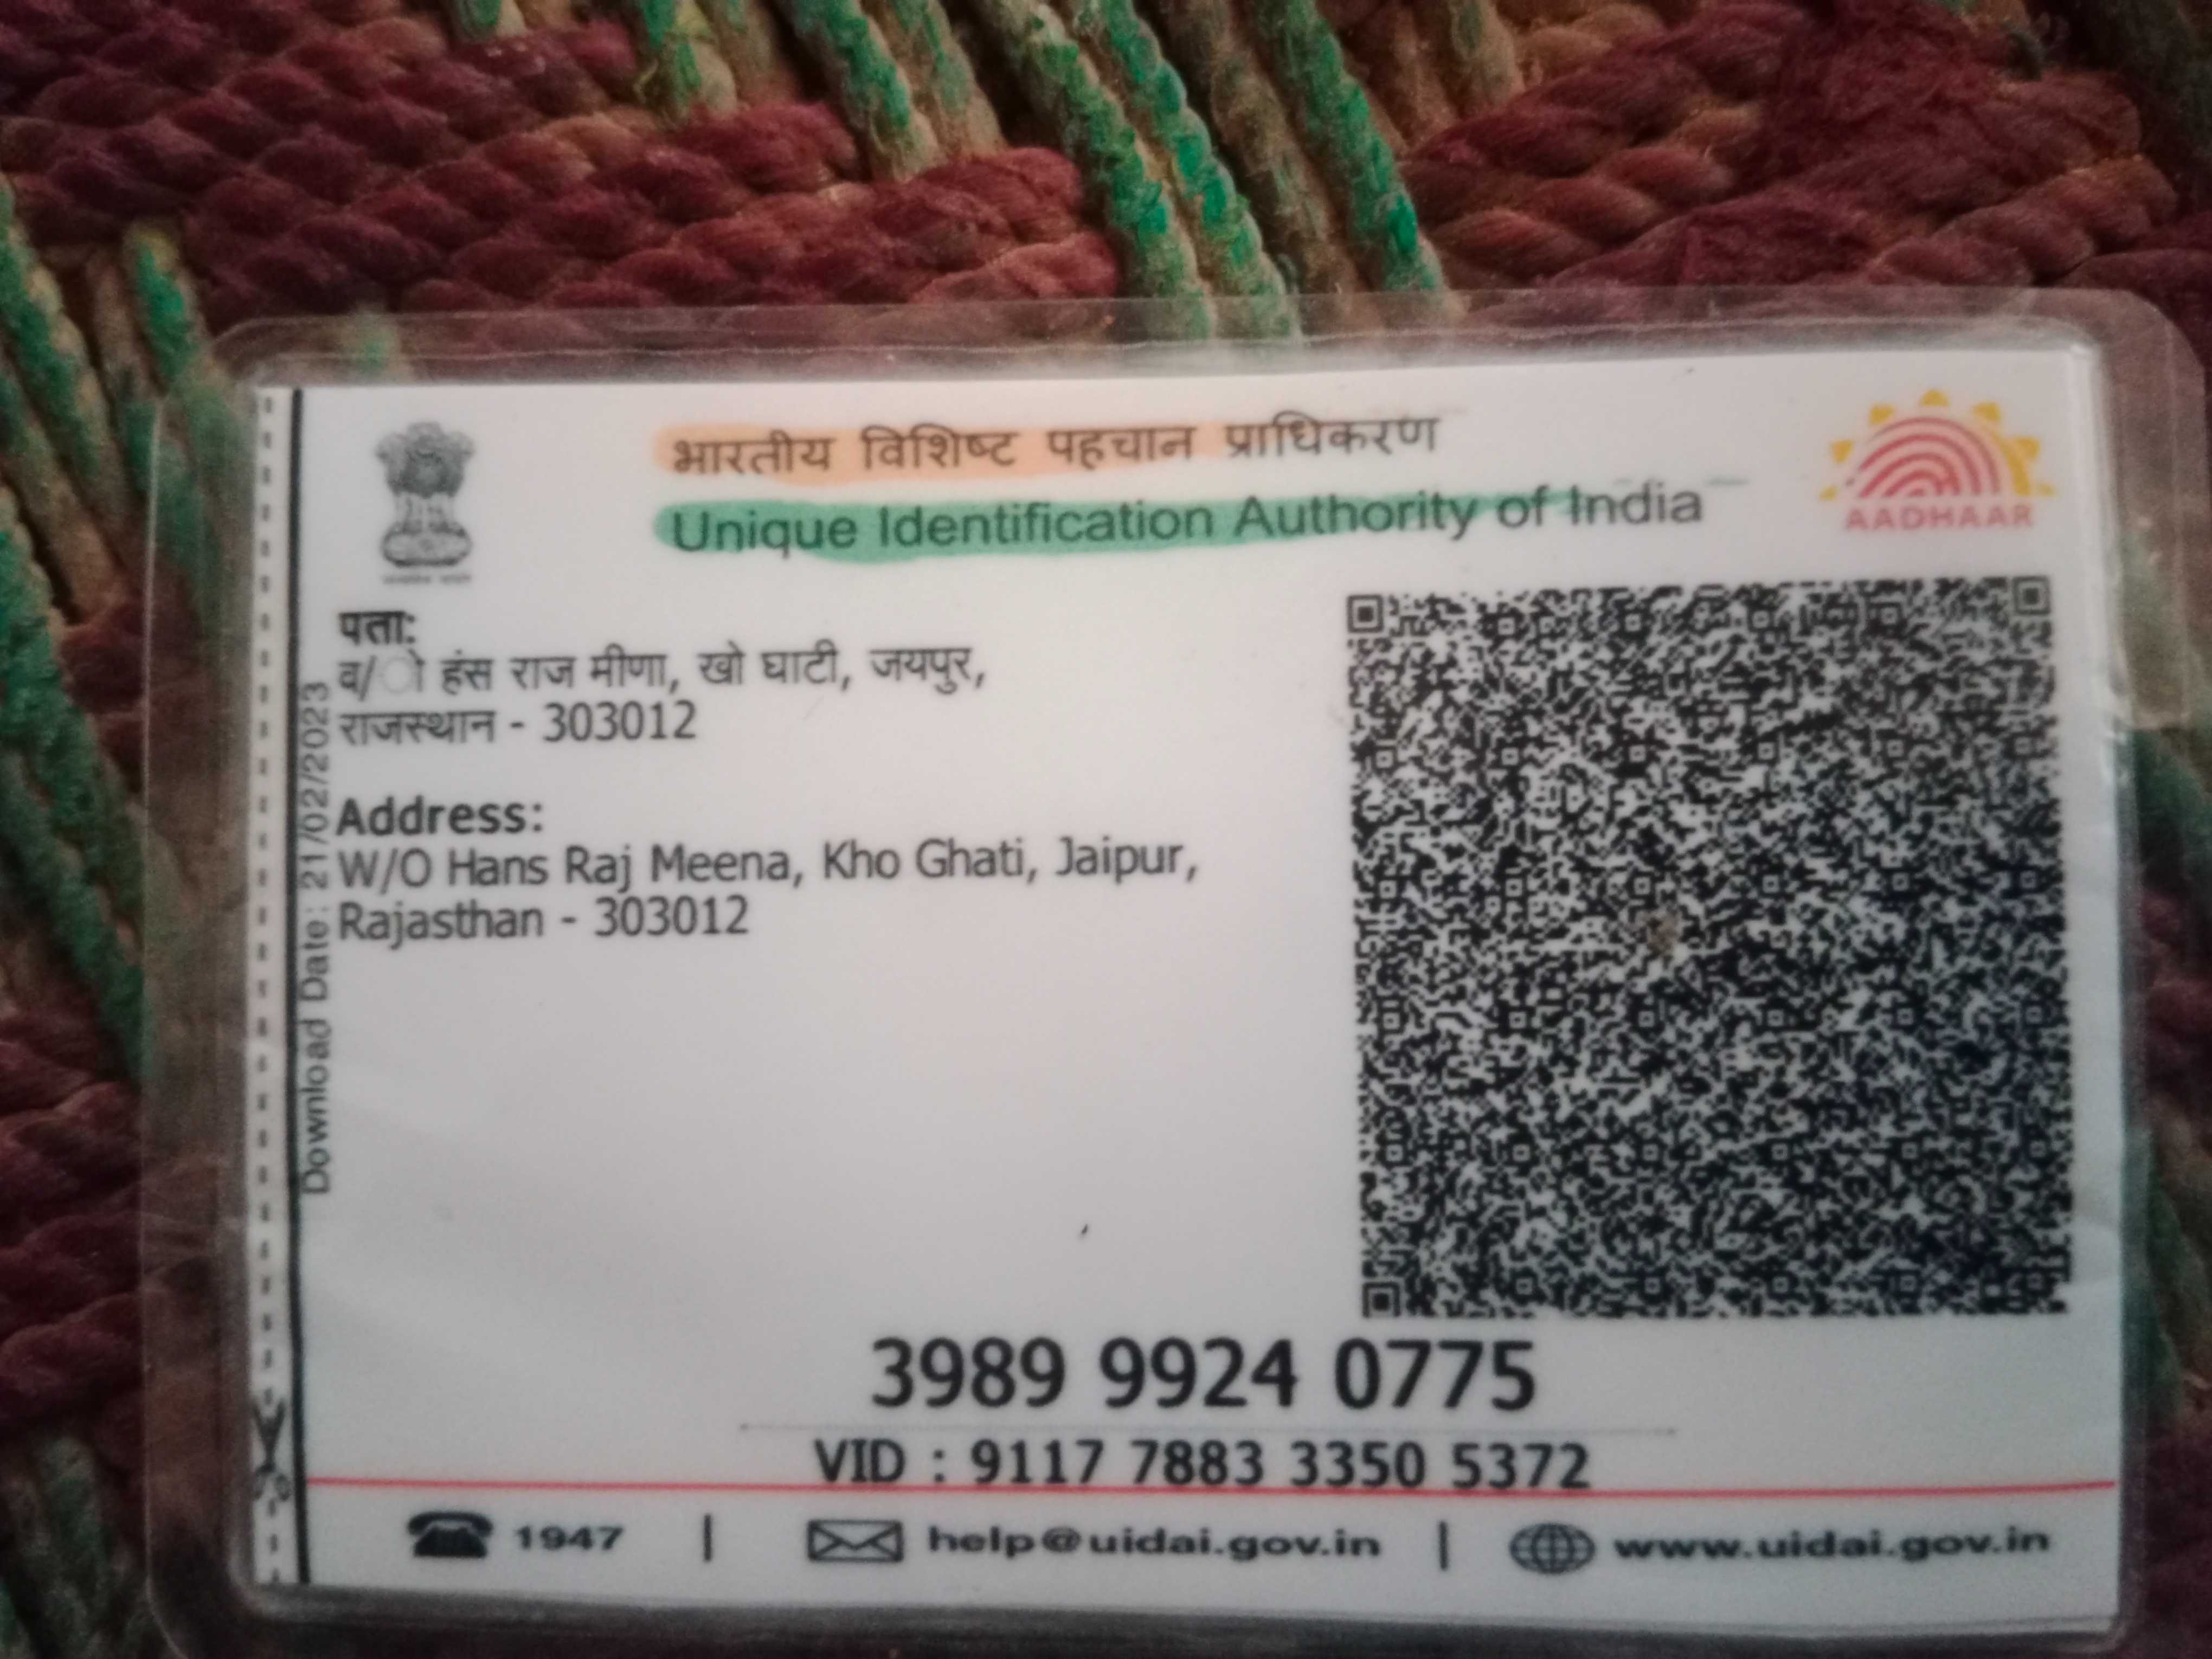 भारतीय विशिष्ट पहचान प्राधिकरण
Unique Identification Authority of India
AADHAAR
पता:
व/ो हंस राज मीणा, खो घाटी, जयपुर,
राजस्थान - 303012
Address:
W/O Hans Raj Meena, Kho Ghati, Jaipur,
Rajasthan - 303012
Download Date: 21/02/2023
3989 9924 0775
VID : 9117 7883 3350 5372
1947 | help@uidai.gov.in | www.uidai.gov.in